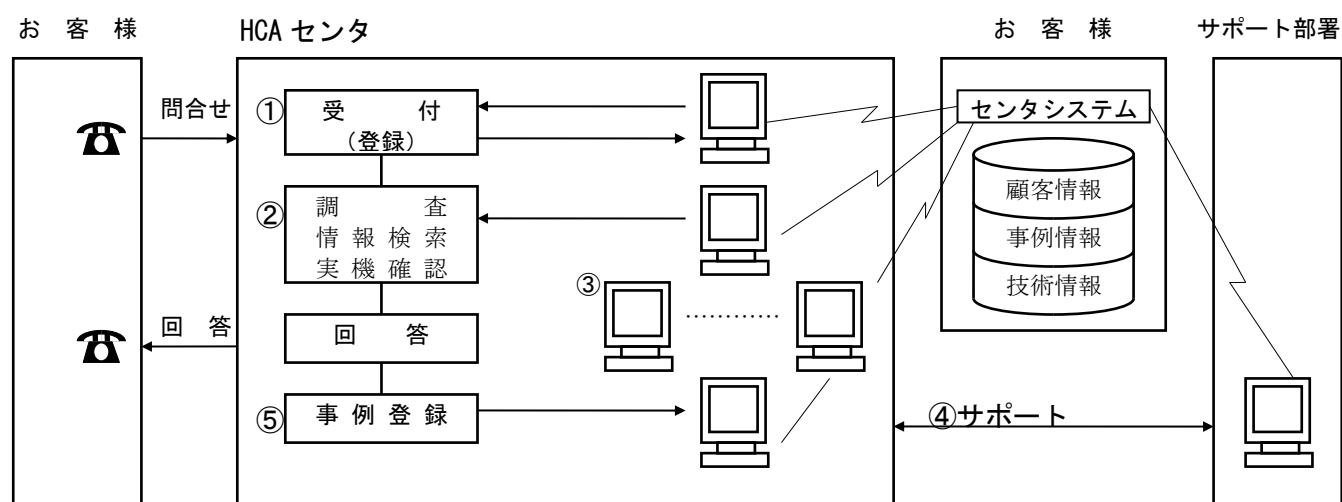 お 客 様
HCA センタ
お 客 様
サポート部署
問合せ
① 受 付
(登録)
センタシステム
顧客情報
事例情報
技術情報
② 調 査
情報検索
実機確認
③
…………
回 答
回 答
⑤ 事例登録
④サポート